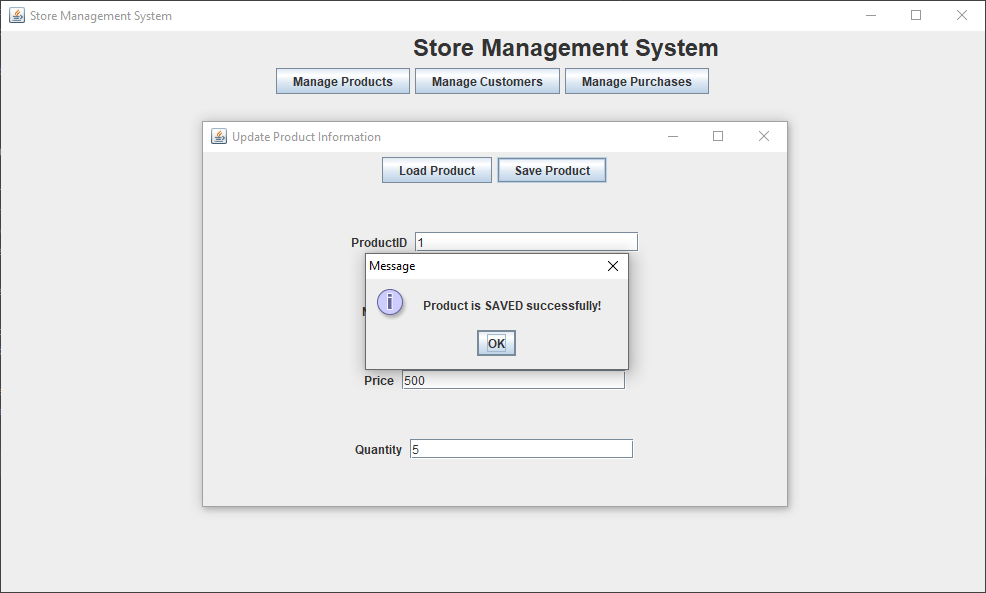 Store Management System
Store Management System
Manage Products Manage Customers Manage Purchases
Update Product Information
Load Product Save Product
ProductID 1
Message
Product is SAVED successfully!
OK
Price 500
Quantity 5